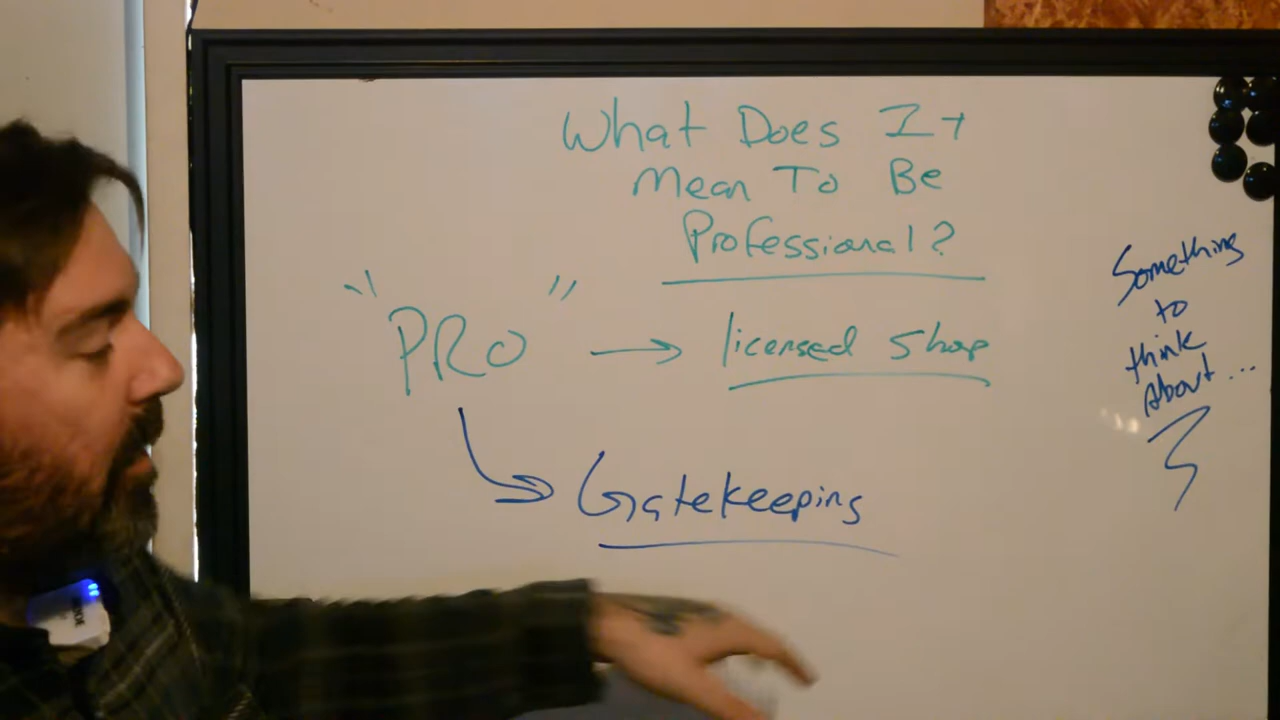 What Does It
Mean To Be
Professional?
"PRO" → licensed shop
Gatekeeping
Something
to
think
About...